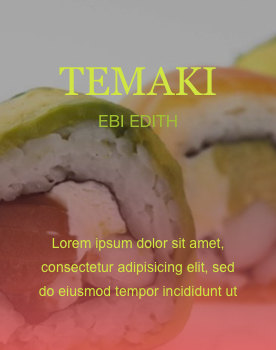 TEMAKI
EBI EDITH
Lorem ipsum dolor sit amet,
consectetur adipisicing elit, sed
do eiusmod tempor incididunt ut